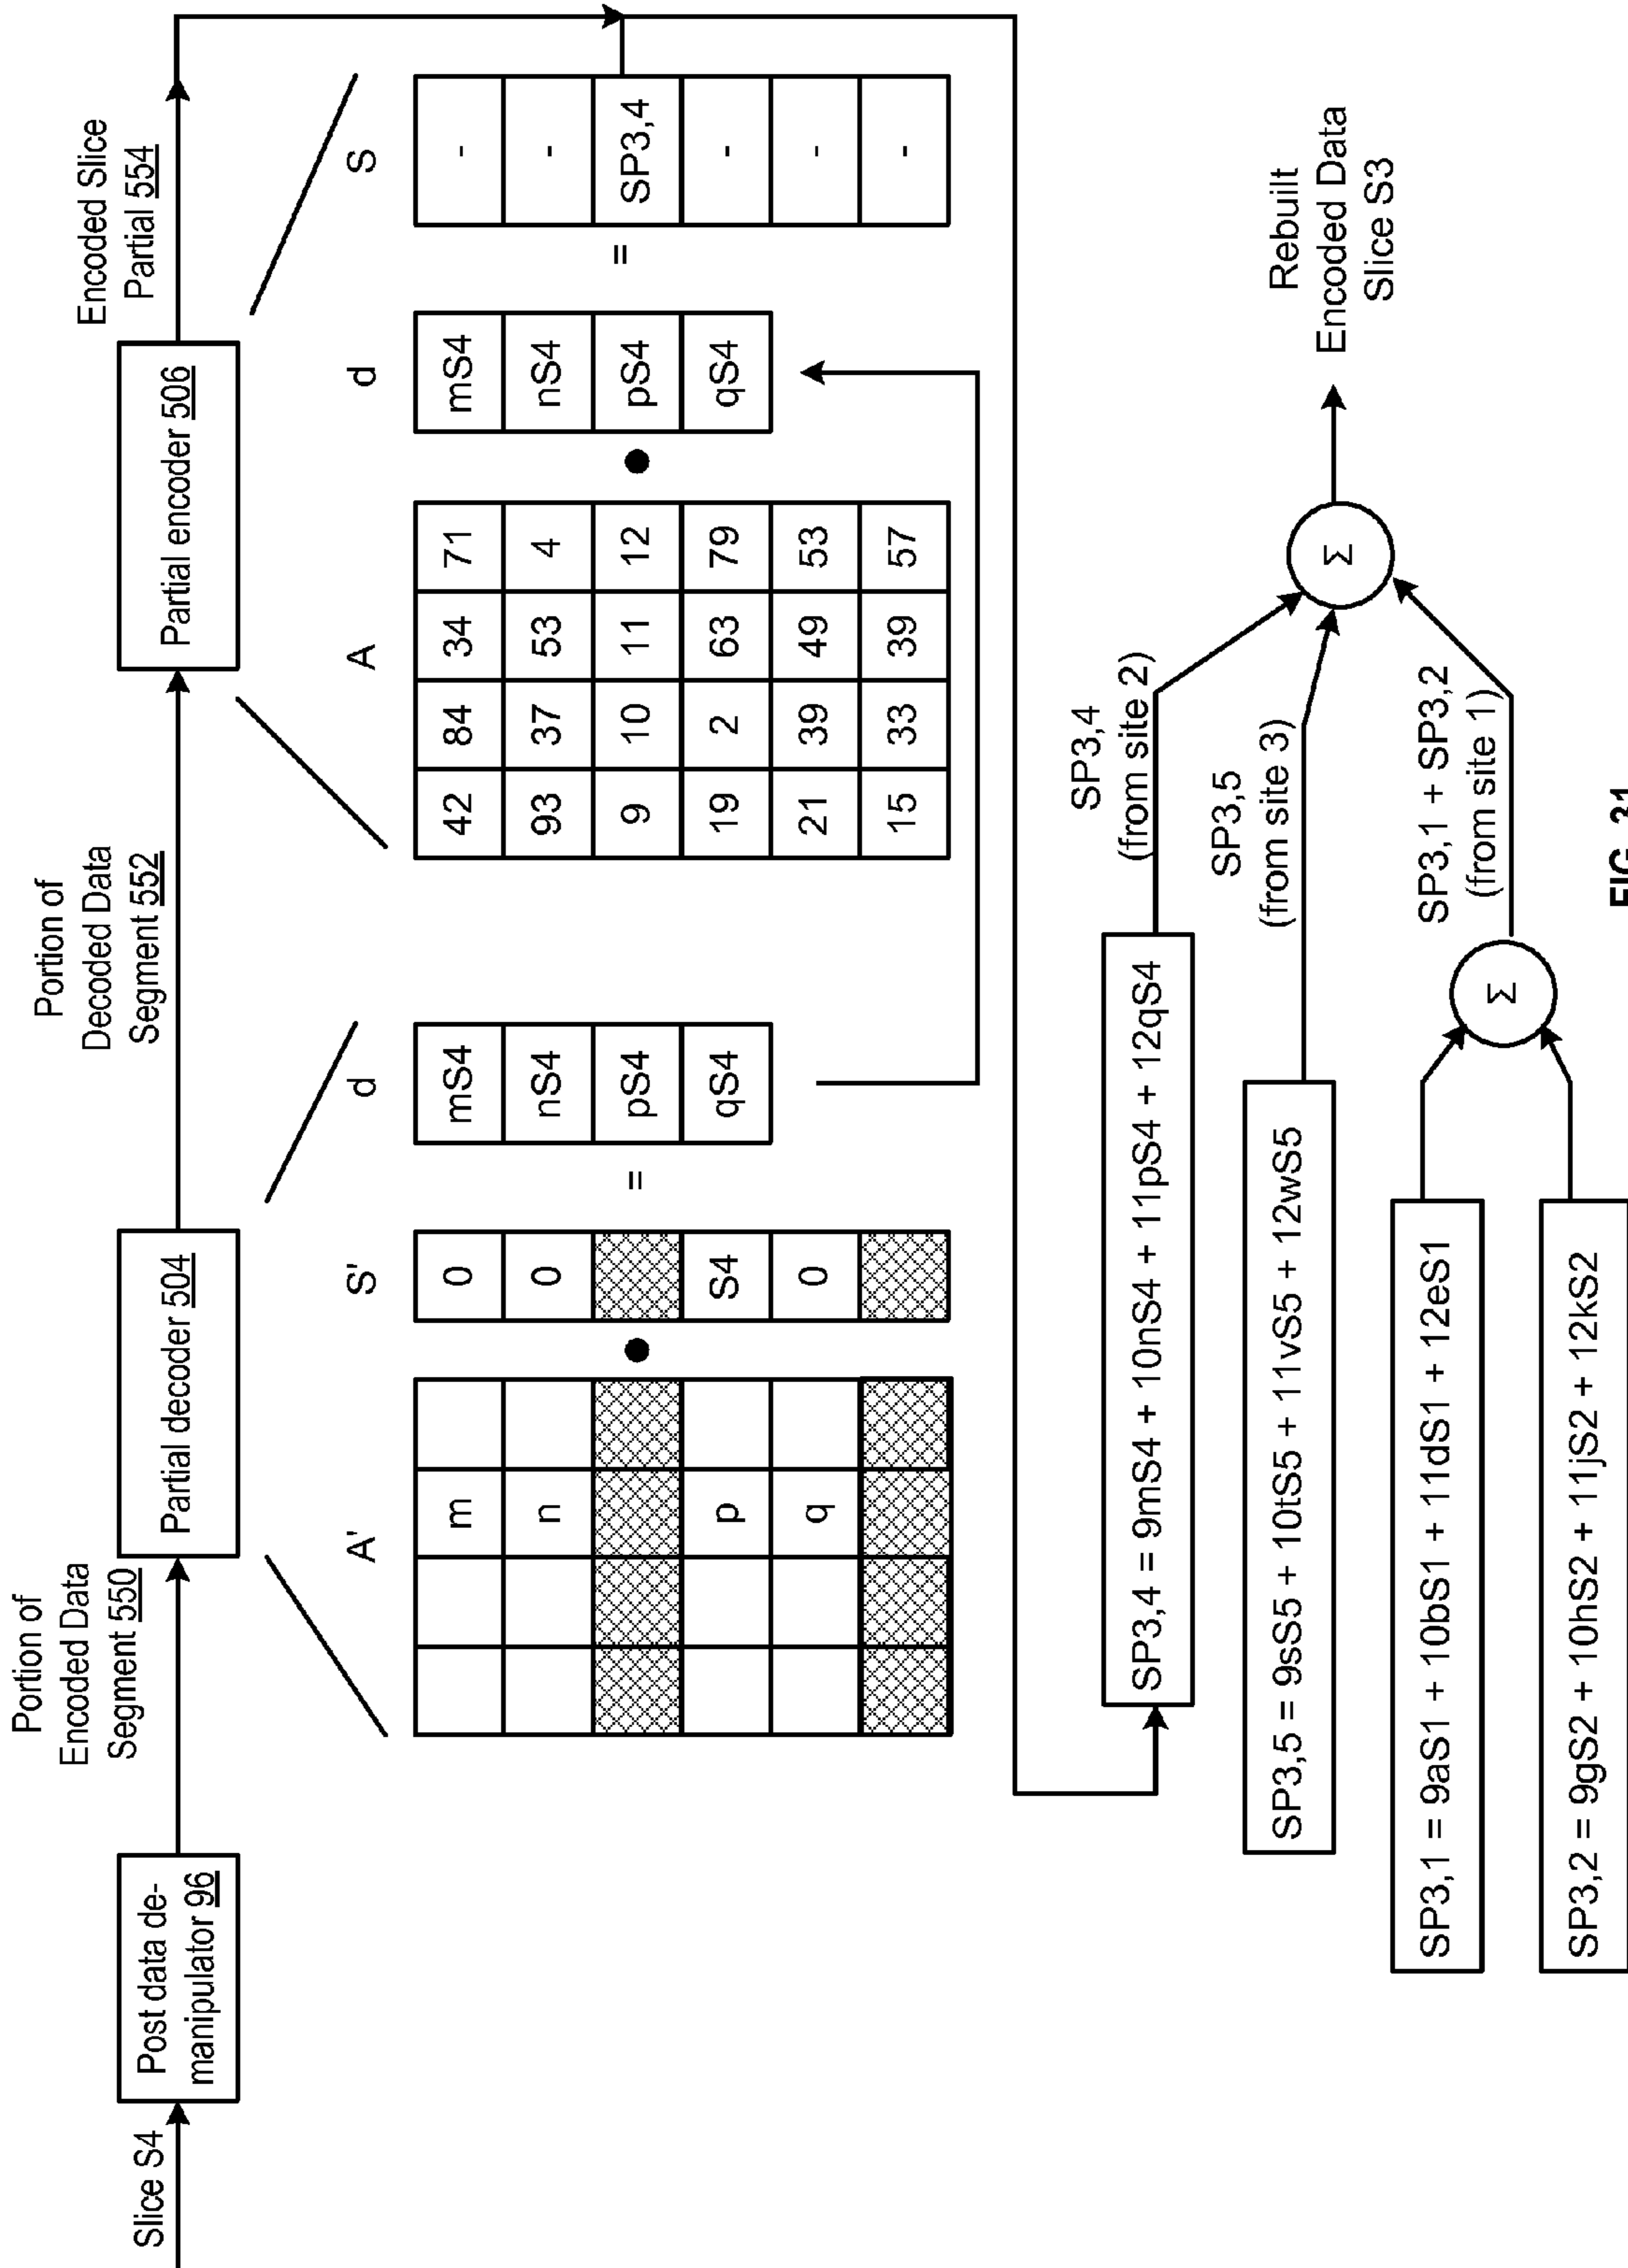 Slice S4
Post data de-
manipulator 96
Portion of
Encoded Data
Segment 550
Partial decoder 504
Portion of
Decoded Data
Segment 552
Partial encoder 506
Encoded Slice
Partial 554
A'
m
n
p
q
●
S'
0
0
S4
0
=
d
mS4
nS4
pS4
qS4
A
42 84 34 71
93 37 53 4
9 10 11 12
19 2 63 79
21 39 49 53
15 33 39 57
●
d
mS4
nS4
pS4
qS4
=
S
-
-
SP3,4
-
-
-
SP3,4 = 9mS4 + 10nS4 + 11pS4 + 12qS4
SP3,4
(from site 2)
SP3,5 = 9sS5 + 10tS5 + 11vS5 + 12wS5
SP3,5
(from site 3)
SP3,1 = 9aS1 + 10bS1 + 11dS1 + 12eS1
SP3,2 = 9gS2 + 10hS2 + 11jS2 + 12kS2
Σ
SP3,1 + SP3,2
(from site 1)
Σ
Rebuilt
Encoded Data
Slice S3
FIG. 31